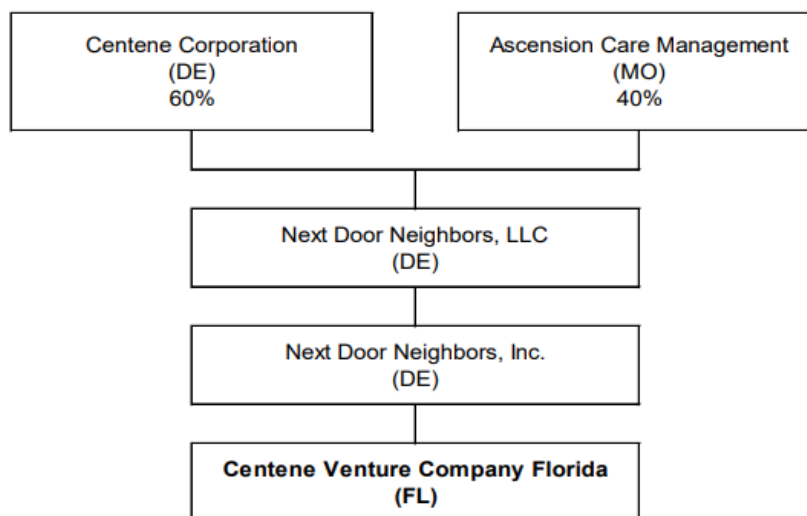 Centene Corporation
(DE)
60%
Ascension Care Management
(MO)
40%
Next Door Neighbors, LLC
(DE)
Next Door Neighbors, Inc.
(DE)
Centene Venture Company Florida
(FL)